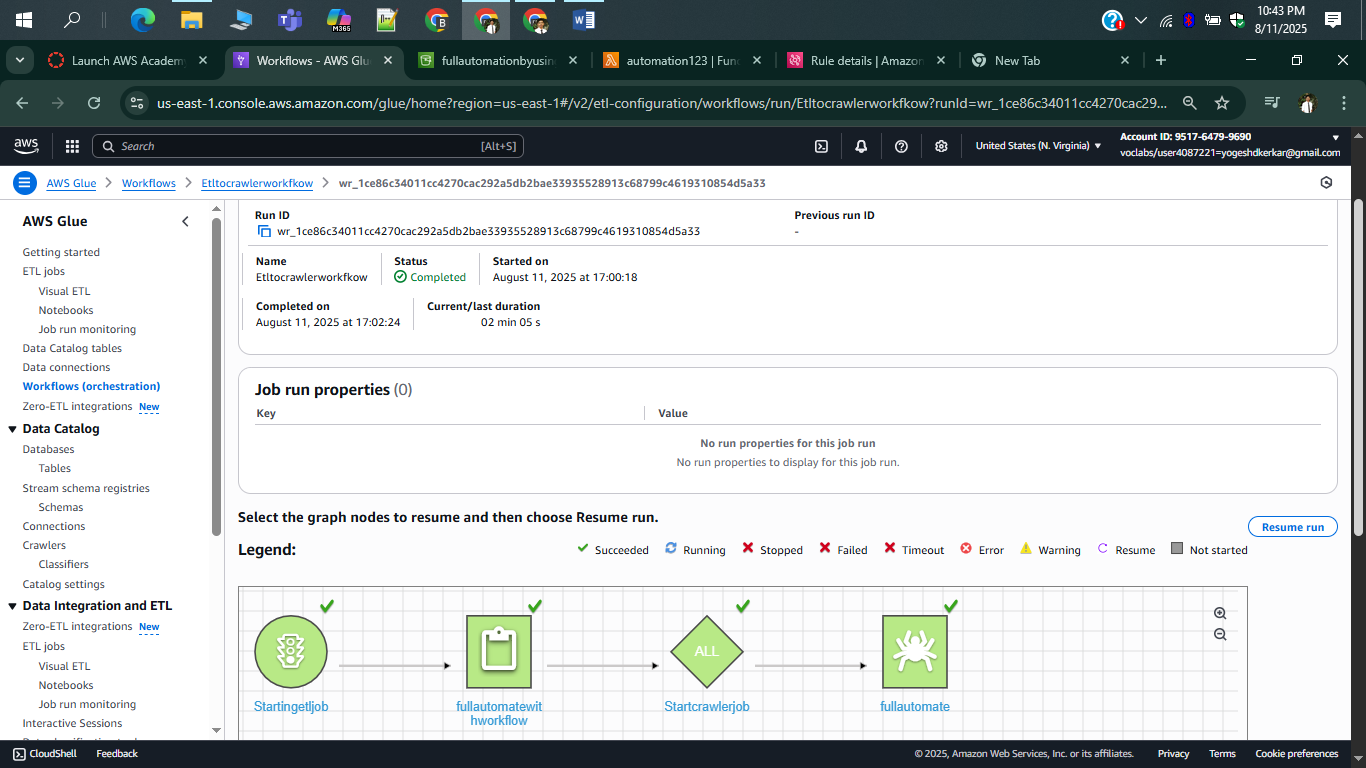 10:43 PM
8/11/2025
Launch AWS Academy
Workflows - AWS Glu
fullautomationbyusin
automation123 | Func
Rule details | Amazon
New Tab
us-east-1.console.aws.amazon.com/glue/home?region=us-east-1#/v2/etl-configuration/workflows/run/Etltocrawlerworkfkow?runId=wr_1ce86c34011cc4270cac29...
aws
Search
[Alt+S]
United States (N. Virginia)
Account ID: 9517-6479-9690
voclabs/user4087221=yogeshdkerkar@gmail.com
AWS Glue > Workflows > Etltocrawlerworkfkow > wr_1ce86c34011cc4270cac292a5db2bae33935528913c68799c4619310854d5a33
AWS Glue
Getting started
ETL jobs
Visual ETL
Notebooks
Job run monitoring
Data Catalog tables
Data connections
Workflows (orchestration)
Zero-ETL integrations New
Data Catalog
Databases
Tables
Stream schema registries
Schemas
Connections
Crawlers
Classifiers
Catalog settings
Data Integration and ETL
Zero-ETL integrations New
ETL jobs
Visual ETL
Notebooks
Job run monitoring
Interactive Sessions
Run ID
wr_1ce86c34011cc4270cac292a5db2bae33935528913c68799c4619310854d5a33
Previous run ID
-
Name
Etltocrawlerworkfkow
Status
Completed
Started on
August 11, 2025 at 17:00:18
Completed on
August 11, 2025 at 17:02:24
Current/last duration
02 min 05 s
Job run properties (0)
Key
Value
No run properties for this job run
No run properties to display for this job run.
Select the graph nodes to resume and then choose Resume run.
Resume run
Legend:
Succeeded
Running
Stopped
Failed
Timeout
Error
Warning
Resume
Not started
ALL
Startingetljob
fullautomatewit
hworkflow
Startcrawlerjob
fullautomate
CloudShell
Feedback
© 2025, Amazon Web Services, Inc. or its affiliates.
Privacy
Terms
Cookie preferences